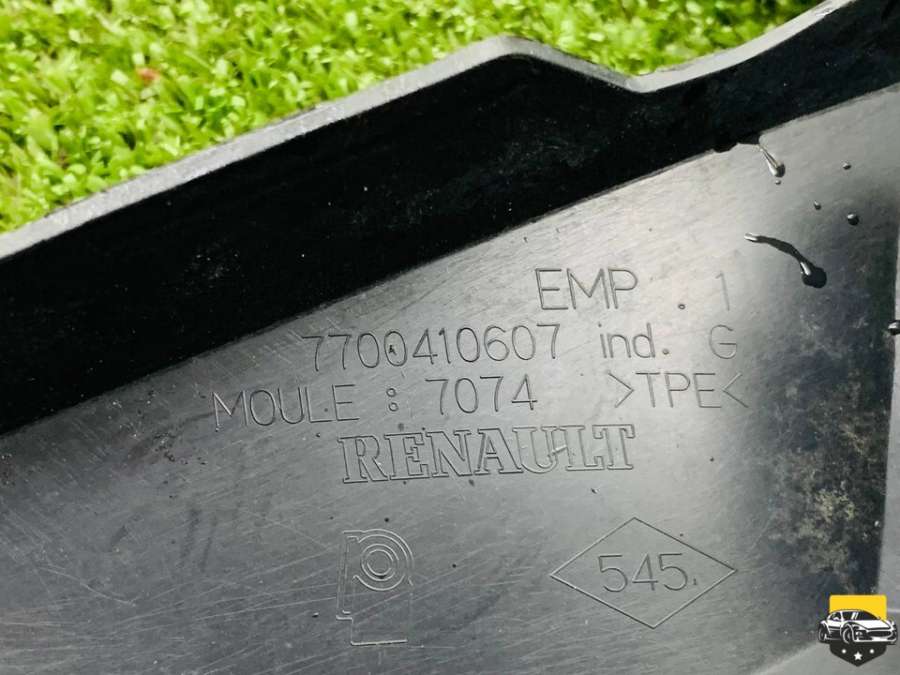 EMP . 1
7700410607 ind. G
MOULE : 7074 >TPE<
RENAULT
545